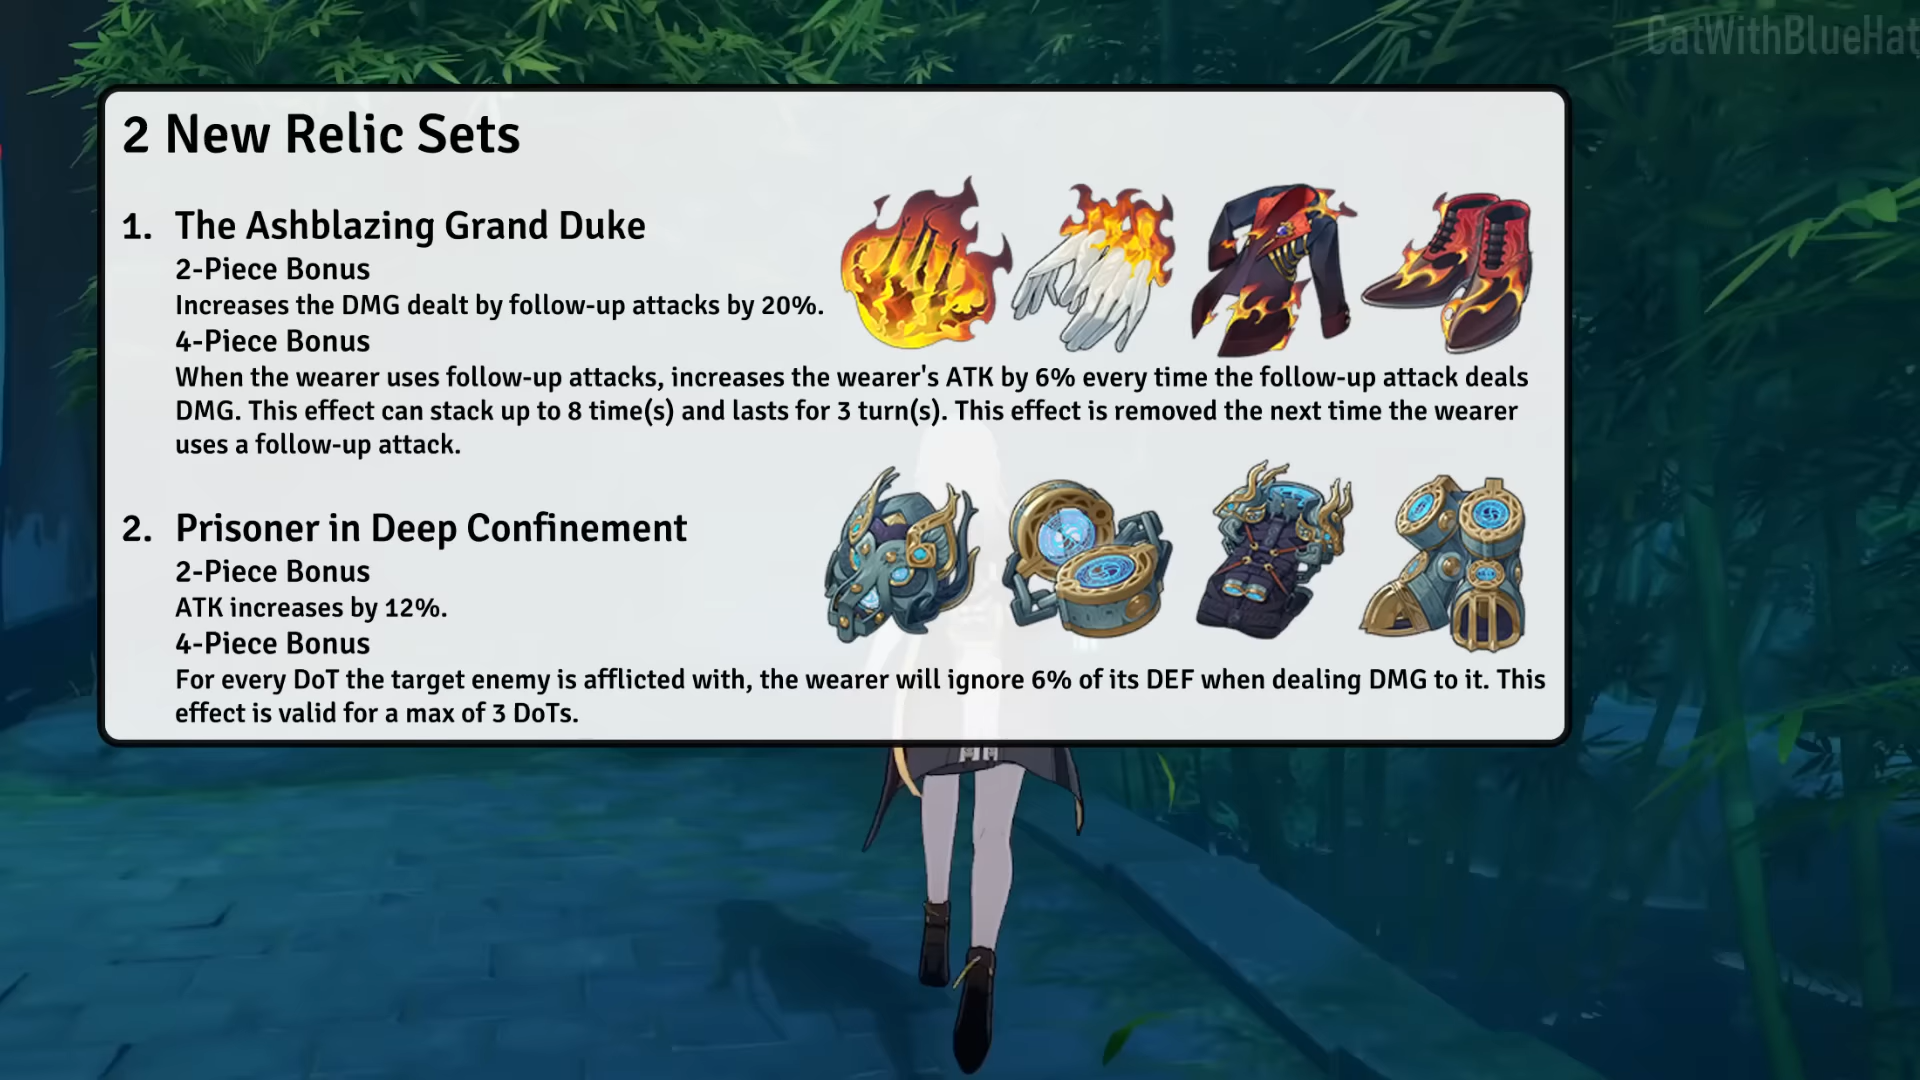 CatWithBlueHat
2 New Relic Sets
1. The Ashblazing Grand Duke
2-Piece Bonus
Increases the DMG dealt by follow-up attacks by 20%.
4-Piece Bonus
When the wearer uses follow-up attacks, increases the wearer's ATK by 6% every time the follow-up attack deals
DMG. This effect can stack up to 8 time(s) and lasts for 3 turn(s). This effect is removed the next time the wearer
uses a follow-up attack.
2. Prisoner in Deep Confinement
2-Piece Bonus
ATK increases by 12%.
4-Piece Bonus
For every DoT the target enemy is afflicted with, the wearer will ignore 6% of its DEF when dealing DMG to it. This
effect is valid for a max of 3 DoTs.